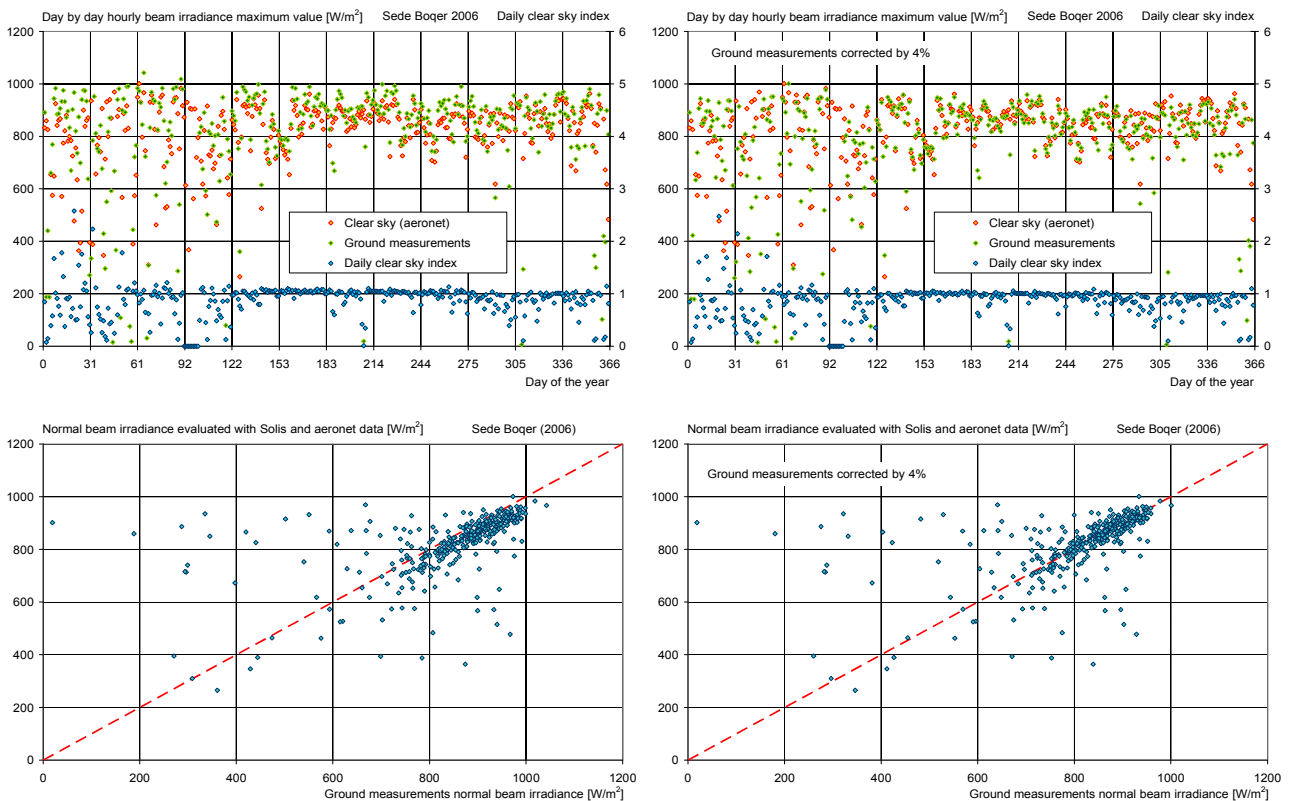 Day by day hourly beam irradiance maximum value [W/m²] Sede Boqer 2006 Daily clear sky index
1200 6
1000 5
800 4
600 3
400 2
200 1
0 0
Clear sky (aeronet)
Ground measurements
Daily clear sky index
0 31 61 92 122 153 183 214 244 275 305 336 366
Day of the year
Day by day hourly beam irradiance maximum value [W/m²] Sede Boqer 2006 Daily clear sky index
Ground measurements corrected by 4%
1200 6
1000 5
800 4
600 3
400 2
200 1
0 0
Clear sky (aeronet)
Ground measurements
Daily clear sky index
0 31 61 92 122 153 183 214 244 275 305 336 366
Day of the year
Normal beam irradiance evaluated with Solis and aeronet data [W/m²] Sede Boqer (2006)
1200
1000
800
600
400
200
0
0 200 400 600 800 1000 1200
Ground measurements normal beam irradiance [W/m²]
Normal beam irradiance evaluated with Solis and aeronet data [W/m²] Sede Boqer (2006)
Ground measurements corrected by 4%
1200
1000
800
600
400
200
0
0 200 400 600 800 1000 1200
Ground measurements normal beam irradiance [W/m²]